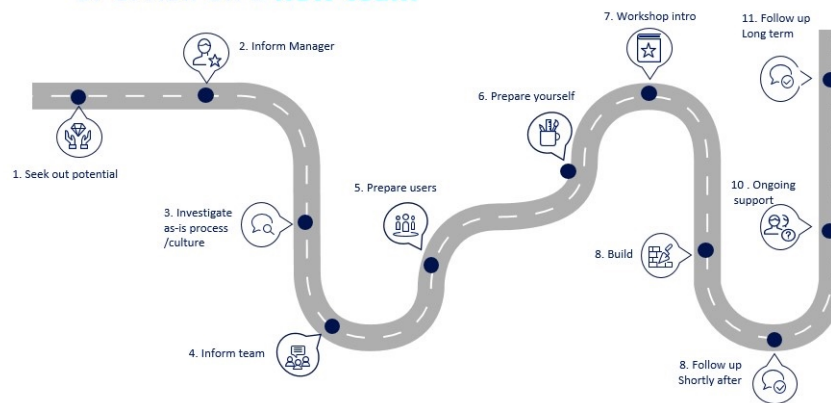 1. Seek out potential
2. Inform Manager
3. Investigate
as-is process
/culture
4. Inform team
5. Prepare users
6. Prepare yourself
7. Workshop intro
8. Build
8. Follow up
Shortly after
10 . Ongoing
support
11. Follow up
Long term